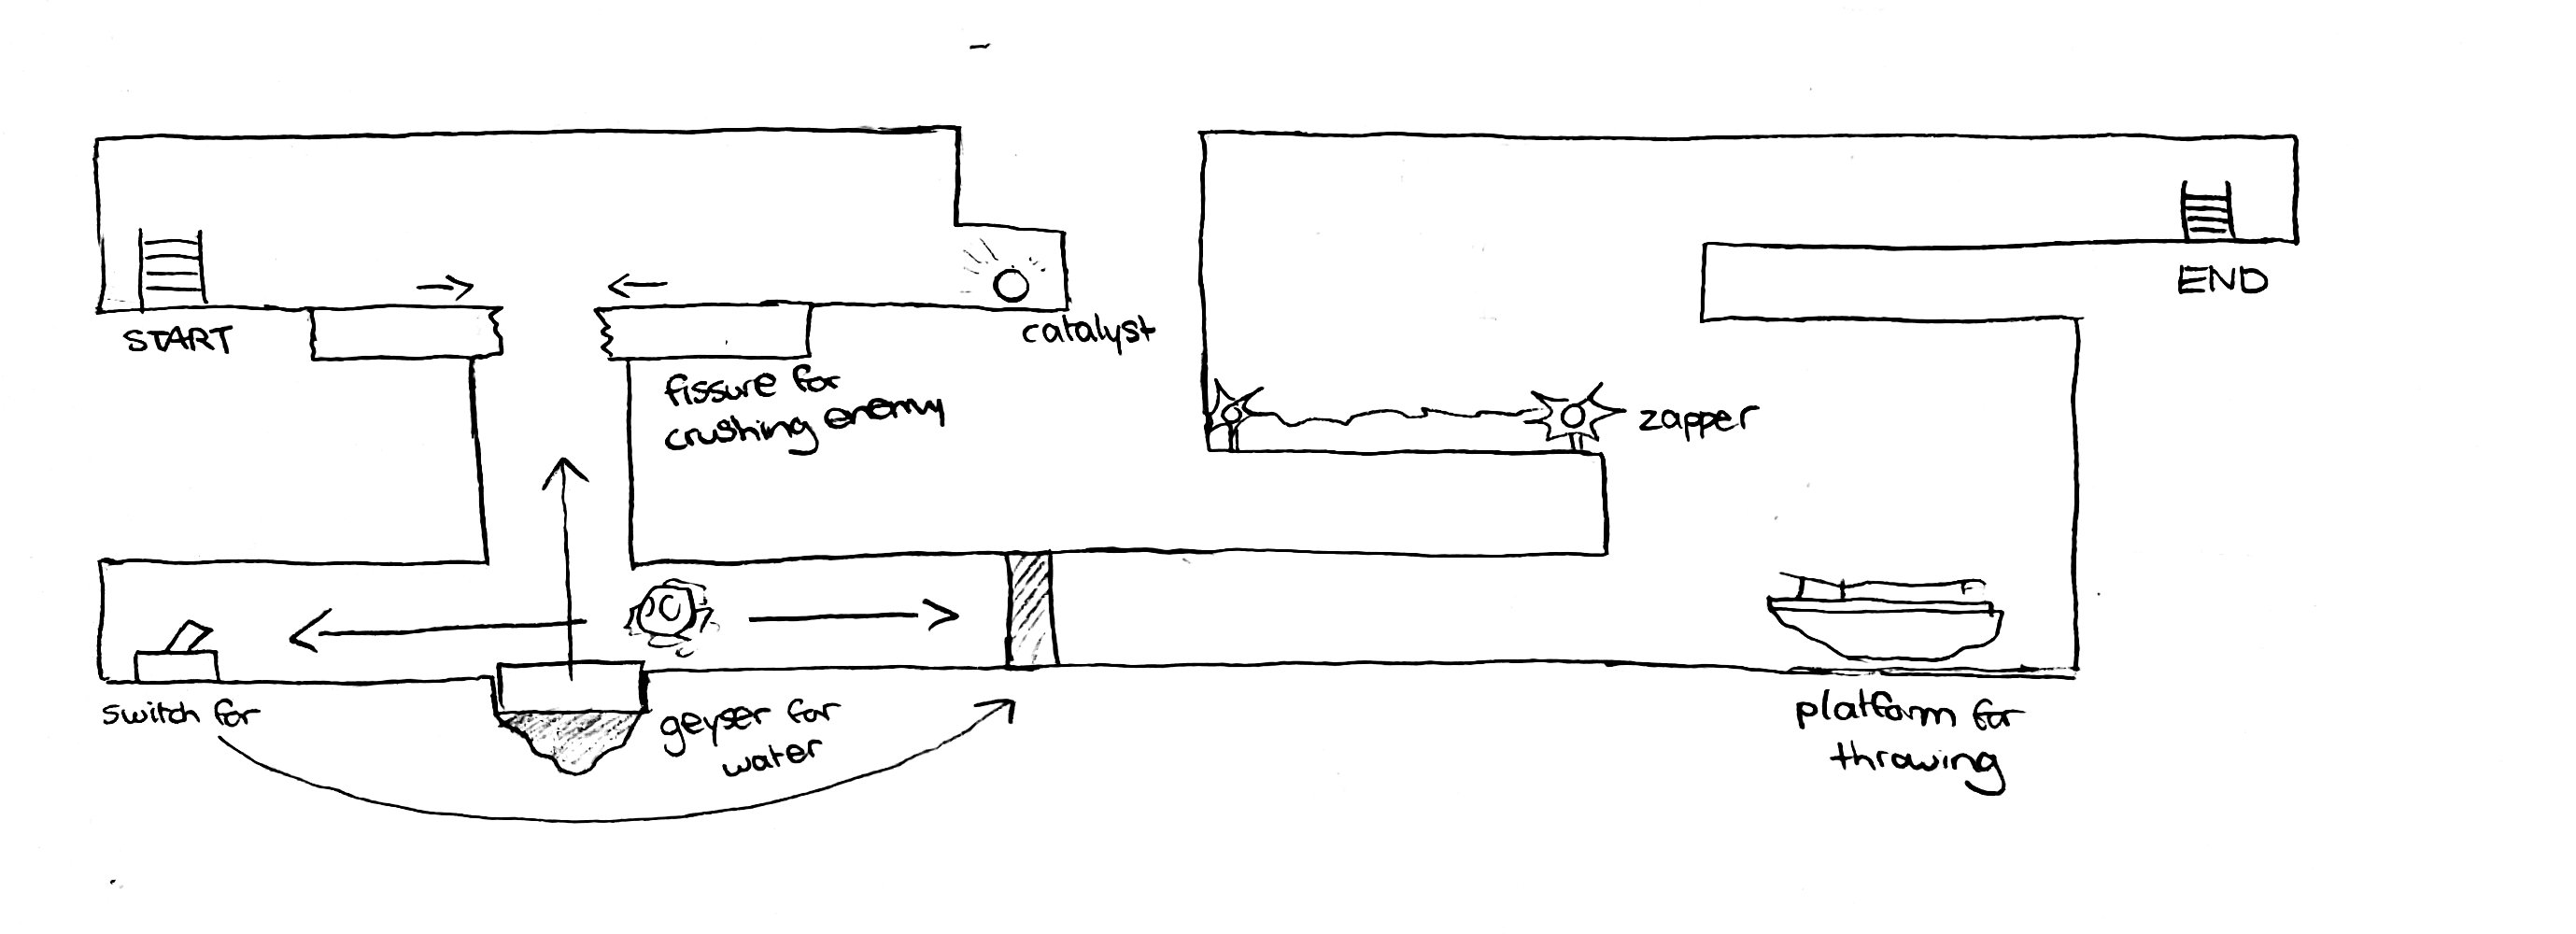 START
catalyst
END
fissure for
crushing enemy
zapper
switch for
geyser for
water
platform for
throwing